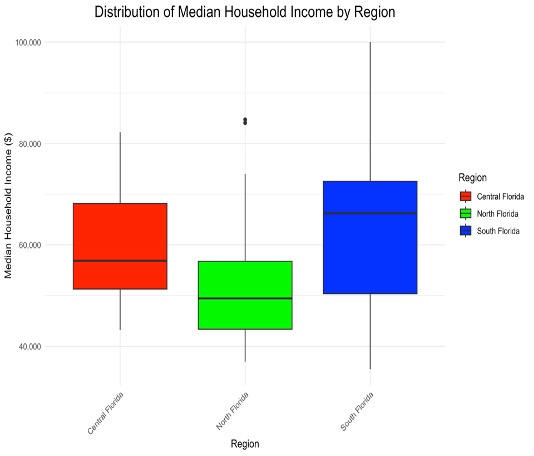 Distribution of Median Household Income by Region
Median Household Income ($)
100,000
80,000
60,000
40,000
Central Florida
North Florida
South Florida
Region
Region
Central Florida
North Florida
South Florida